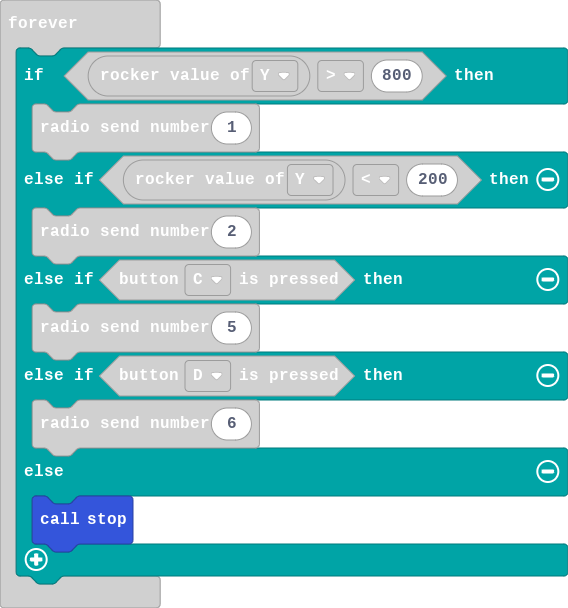 forever
if rocker value of Y > 800 then
radio send number 1
else if rocker value of Y < 200 then
radio send number 2
else if button C is pressed then
radio send number 5
else if button D is pressed then
radio send number 6
else
call stop